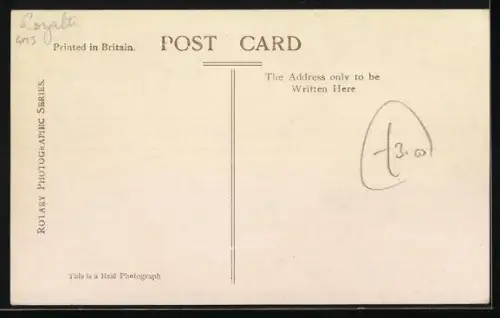 Royalty
Printed in Britain.
POST CARD
The Address only to be
Written Here
ROTARY PHOTOGRAPHIC SERIES.
This is a Real Photograph